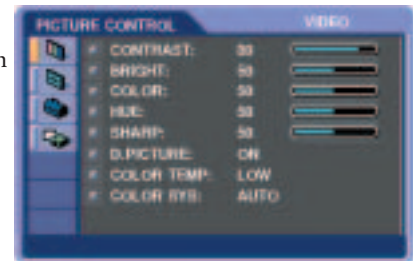 PICTURE CONTROL VIDEO
CONTRAST:
BRIGHT: 50
COLOR: 50
HUE: 50
SHARP: 50
D.PICTURE: ON
COLOR TEMP: LOW
COLOR SYS: AUTO